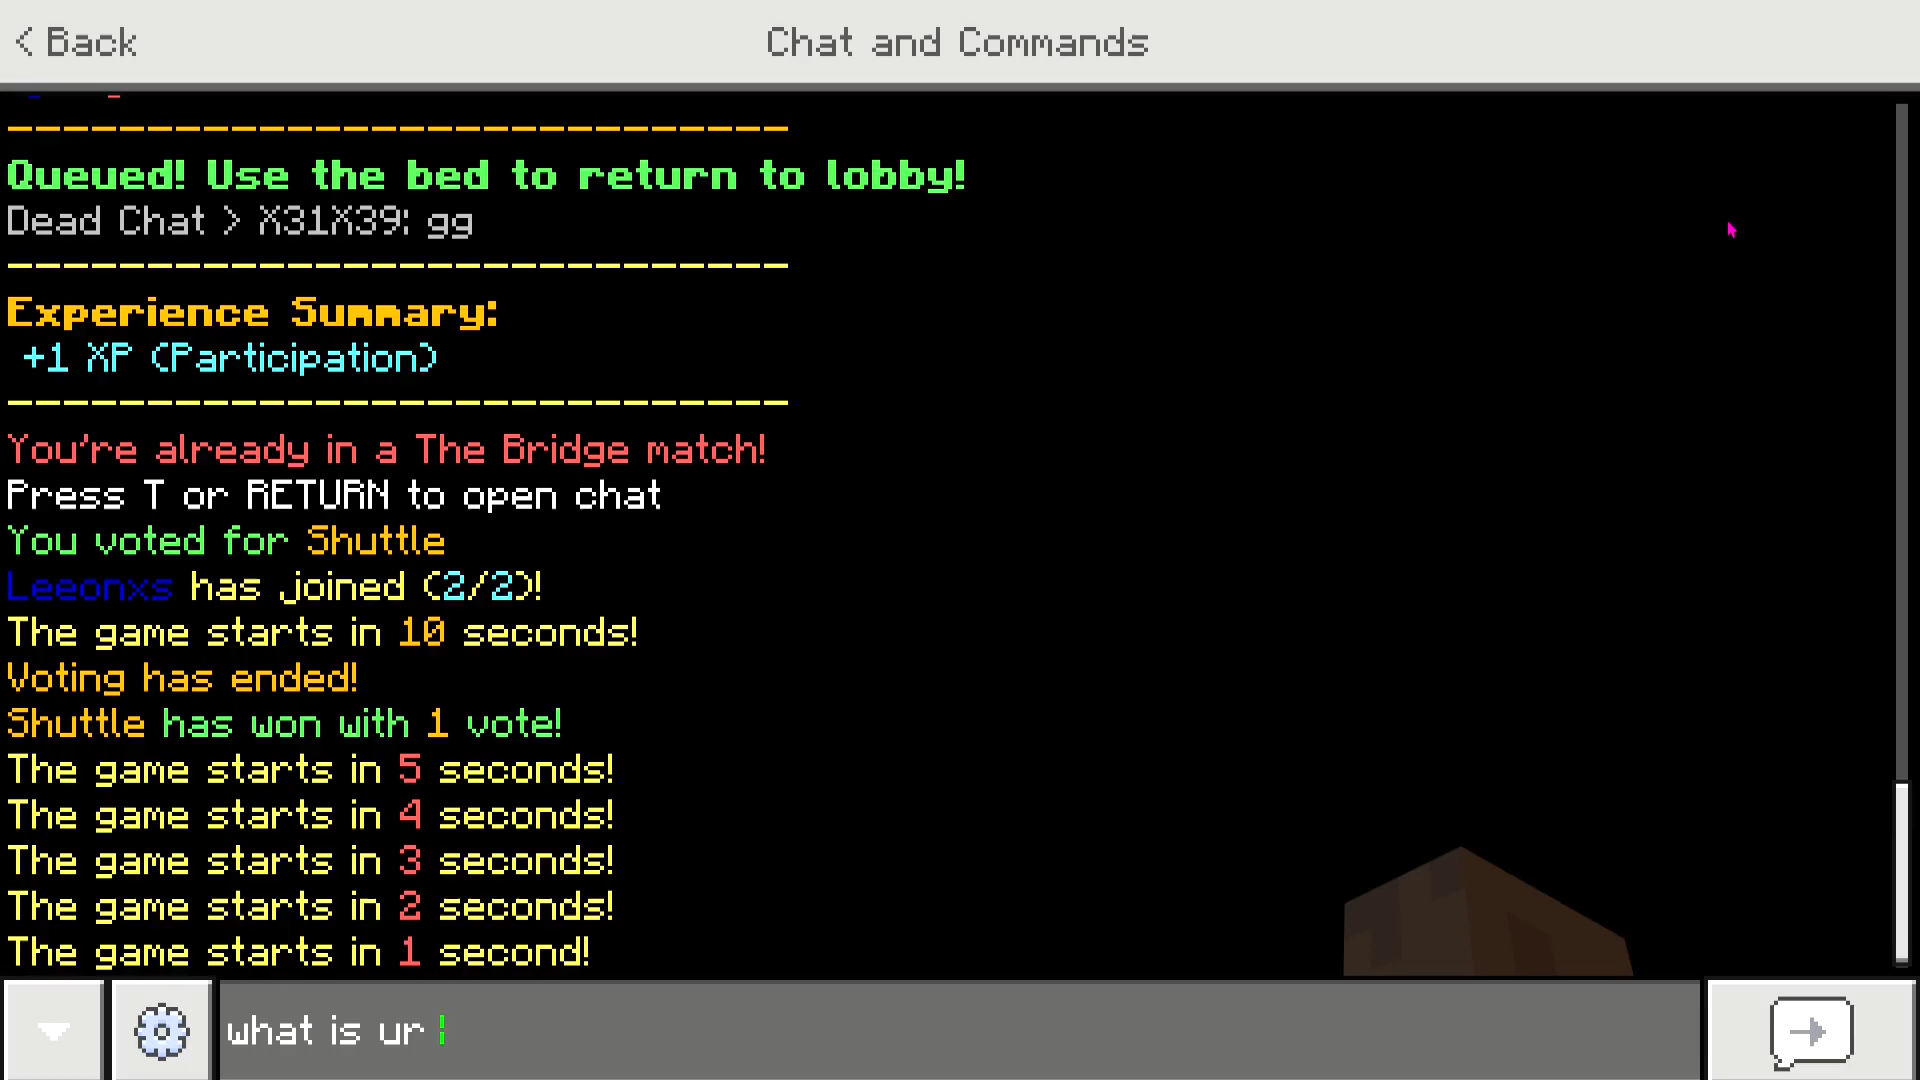 < Back
Chat and Commands
Queued! Use the bed to return to lobby!
Dead Chat > X31X39: gg
Experience Summary:
+1 XP (Participation)
You're already in a The Bridge match!
Press T or RETURN to open chat
You voted for Shuttle
Leeonxs has joined (2/2)!
The game starts in 10 seconds!
Voting has ended!
Shuttle has won with 1 vote!
The game starts in 5 seconds!
The game starts in 4 seconds!
The game starts in 3 seconds!
The game starts in 2 seconds!
The game starts in 1 second!
what is ur